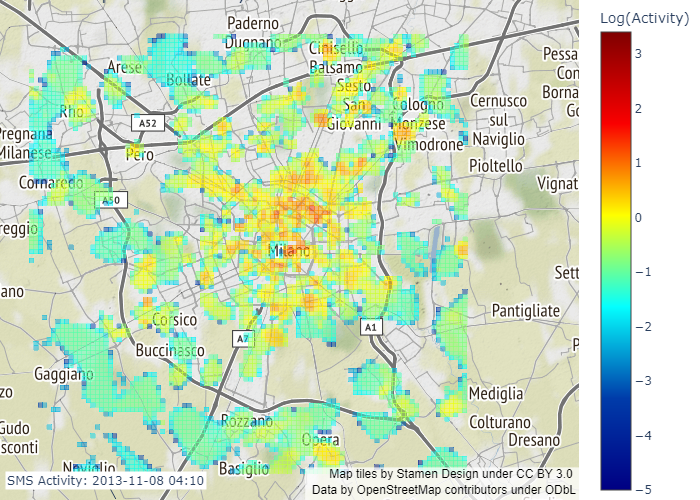 Log(Activity)
3
2
1
0
−1
−2
−3
−4
−5
Paderno
Dugnano
Cinisello
Balsamo
Sesto
San
Giovanni
Cologno
Monzese
Vimodrone
Cernusco
sul
Naviglio
Pioltello
Pessa
Con
Borna
Go
Vignat
Arese
Bollate
Rho
A52
Pero
Pregnana
Milanese
Cornaredo
A50
reggio
Milano
Sett
ano
Pantigliate
Corsico
A7
A1
Buccinasco
P
Gaggiano
zo
Mediglia
Rozzano
Colturano
Gudo
sconti
Opera
Dresano
Naviglio
Basiglio
SMS Activity: 2013-11-08 04:10
Map tiles by Stamen Design under CC BY 3.0
Data by OpenStreetMap contributors under ODbL